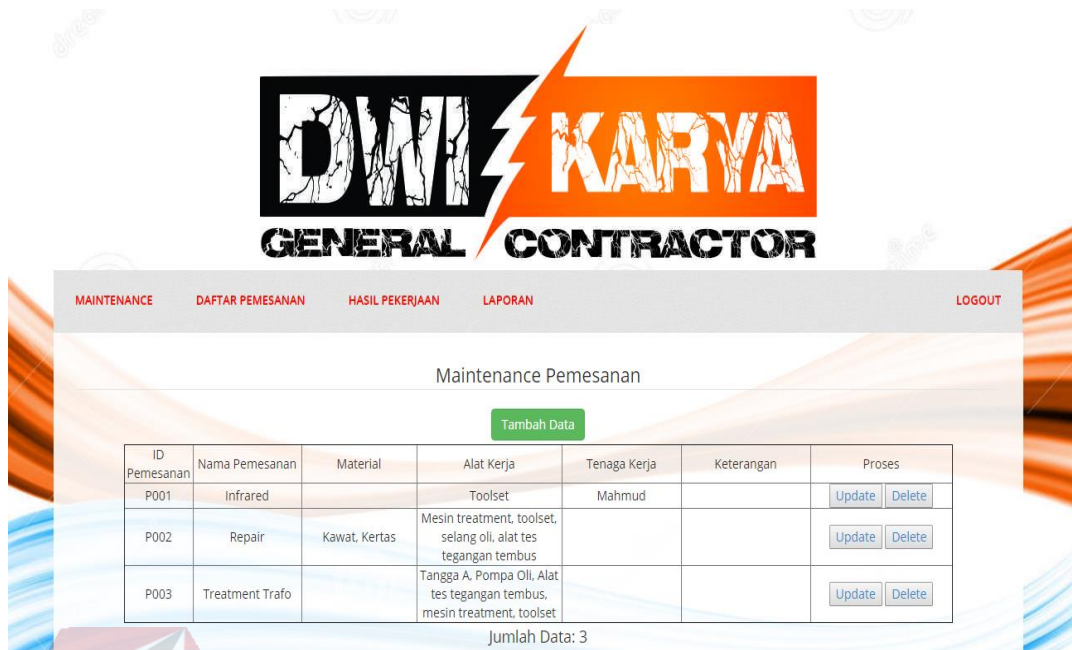 DWI KARYA
GENERAL CONTRACTOR
MAINTENANCE DAFTAR PEMESANAN HASIL PEKERJAAN LAPORAN LOGOUT
Maintenance Pemesanan
Tambah Data
ID Pemesanan Nama Pemesanan Material Alat Kerja Tenaga Kerja Keterangan Proses
P001 Infrared Toolset Mahmud Update Delete
P002 Repair Kawat, Kertas Mesin treatment, toolset, selang oli, alat tes tegangan tembus Update Delete
P003 Treatment Trafo Tangga A, Pompa Oli, Alat tes tegangan tembus, mesin treatment, toolset Update Delete
Jumlah Data: 3